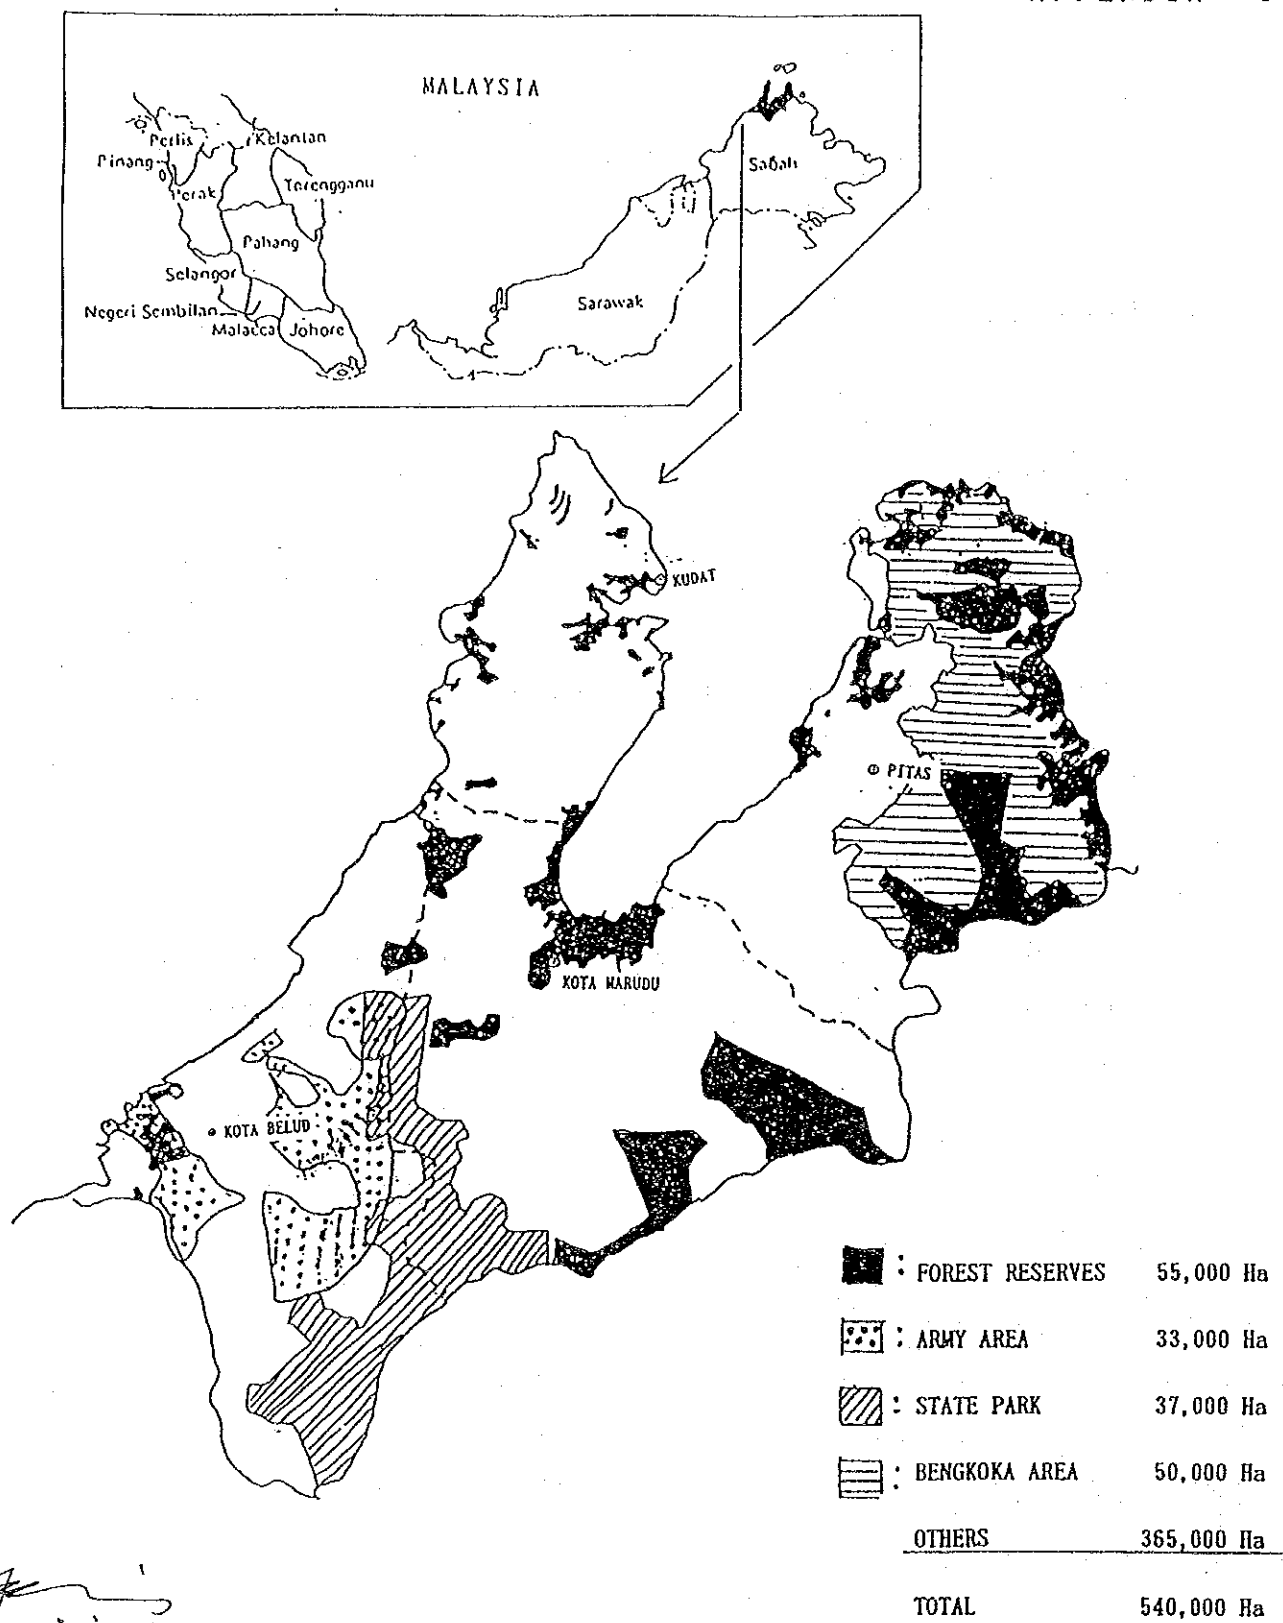 MALAYSIA
Perlis
Kelantan
Pinang
Perak
Terengganu
Pahang
Selangor
Negeri Sembilan
Malacca
Johore
Sabah
Sarawak
KUDAT
PITAS
KOTA MARUDU
KOTA BELUD
: FOREST RESERVES 55,000 Ha
: ARMY AREA 33,000 Ha
: STATE PARK 37,000 Ha
: BENGKOKA AREA 50,000 Ha
OTHERS 365,000 Ha
TOTAL 540,000 Ha